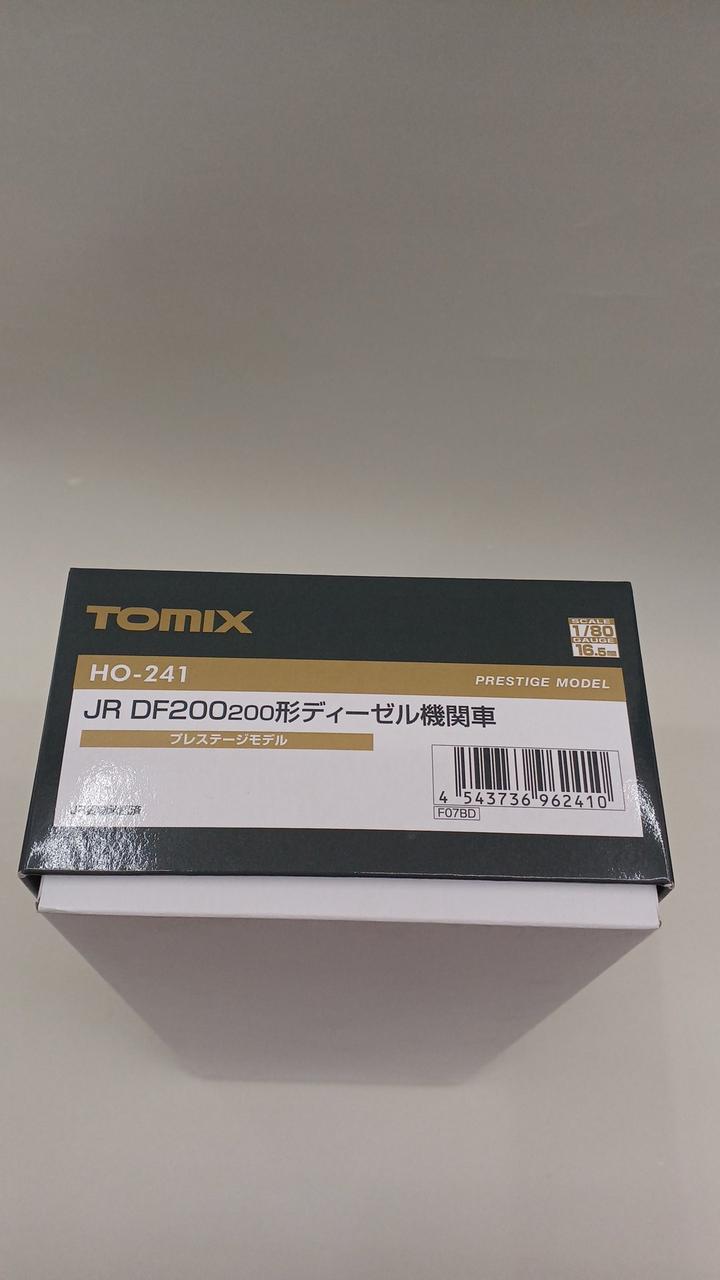 TOMIX
SCALE
1/80
GAUGE
16.5mm
HO-241
PRESTIGE MODEL
JR DF200 200形ディーゼル機関車
プレステージモデル
4 543736 962410
F07BD